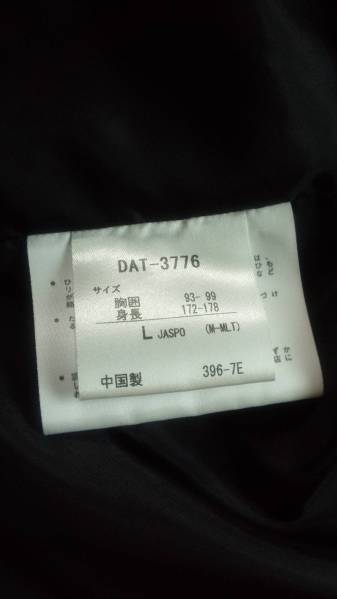 DAT-3776
サイズ
胸囲 93- 99
身長 172-178
L JASPO (M-MLT)
中国製 396-7E